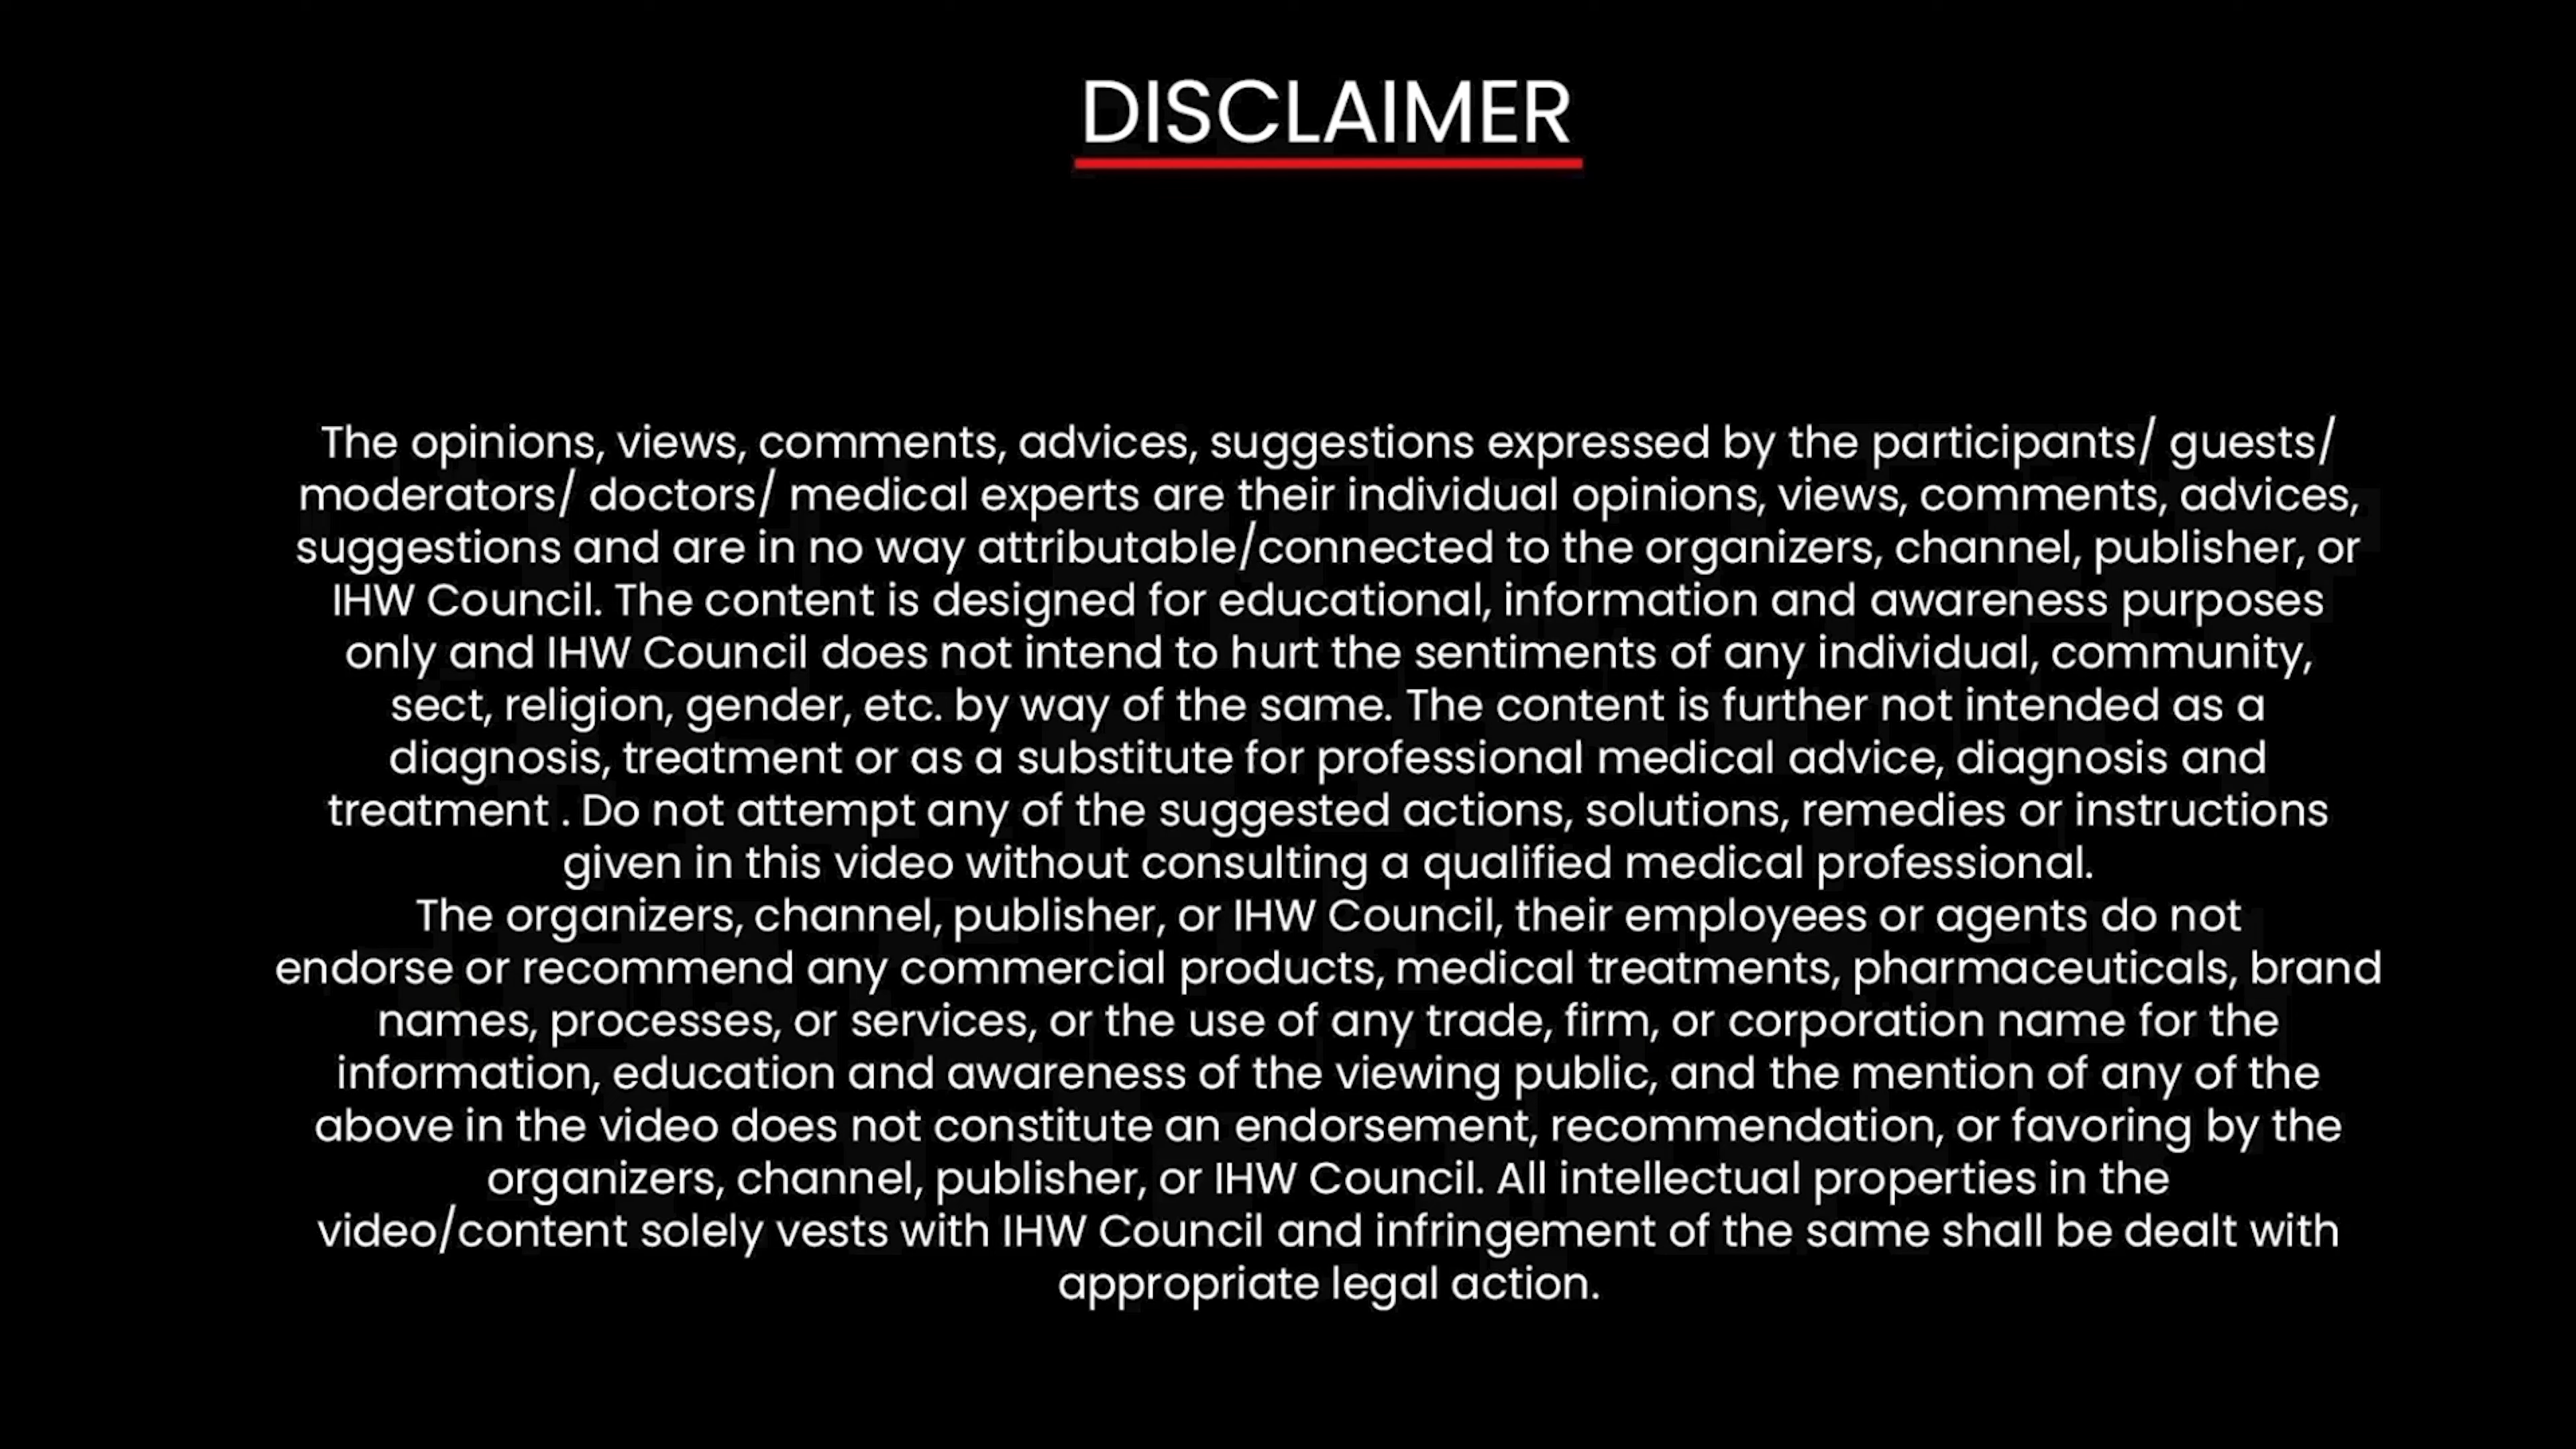 DISCLAIMER
The opinions, views, comments, advices, suggestions expressed by the participants/ guests/
moderators/ doctors/ medical experts are their individual opinions, views, comments, advices,
suggestions and are in no way attributable/connected to the organizers, channel, publisher, or
IHW Council. The content is designed for educational, information and awareness purposes
only and IHW Council does not intend to hurt the sentiments of any individual, community,
sect, religion, gender, etc. by way of the same. The content is further not intended as a
diagnosis, treatment or as a substitute for professional medical advice, diagnosis and
treatment . Do not attempt any of the suggested actions, solutions, remedies or instructions
given in this video without consulting a qualified medical professional.
The organizers, channel, publisher, or IHW Council, their employees or agents do not
endorse or recommend any commercial products, medical treatments, pharmaceuticals, brand
names, processes, or services, or the use of any trade, firm, or corporation name for the
information, education and awareness of the viewing public, and the mention of any of the
above in the video does not constitute an endorsement, recommendation, or favoring by the
organizers, channel, publisher, or IHW Council. All intellectual properties in the
video/content solely vests with IHW Council and infringement of the same shall be dealt with
appropriate legal action.